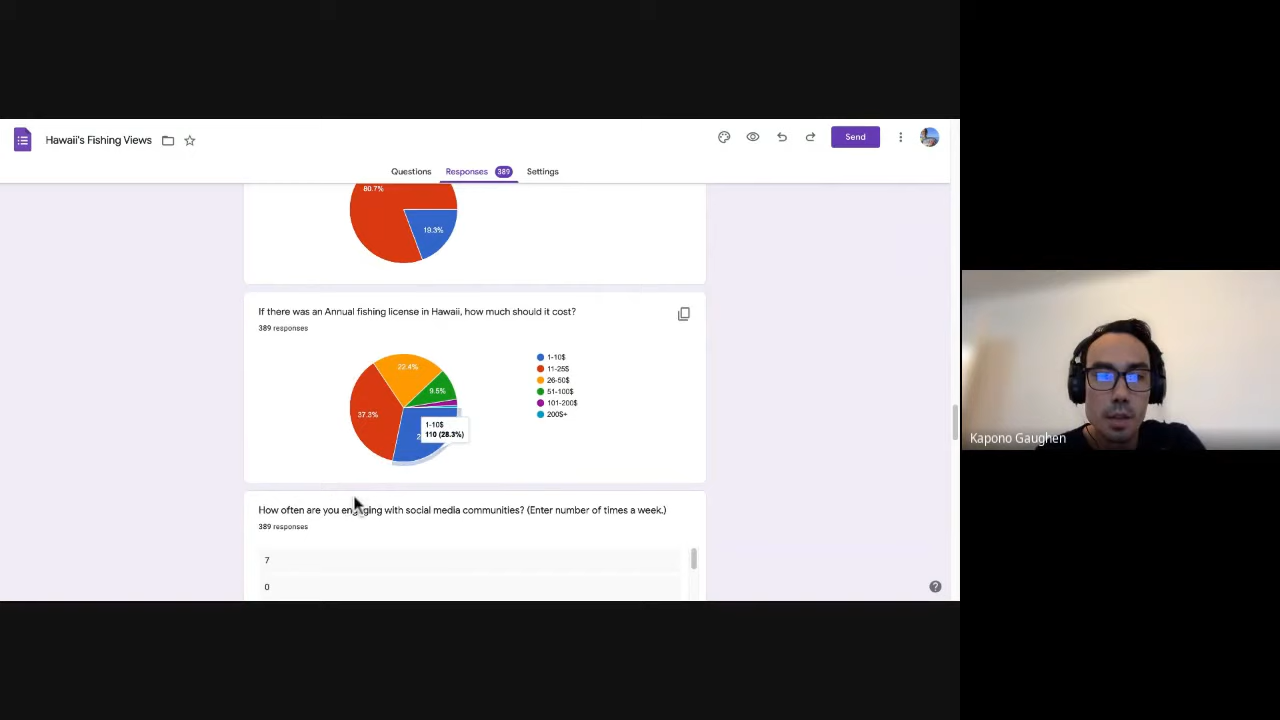 Hawaii's Fishing Views
Send
Questions
Responses 389
Settings
80.7%
19.3%
If there was an Annual fishing license in Hawaii, how much should it cost?
389 responses
22.4%
9.5%
37.3%
1-10$
110 (28.3%)
1-10$
11-25$
26-50$
51-100$
101-200$
200$+
How often are you engaging with social media communities? (Enter number of times a week.)
389 responses
7
0
Kapono Gaughen